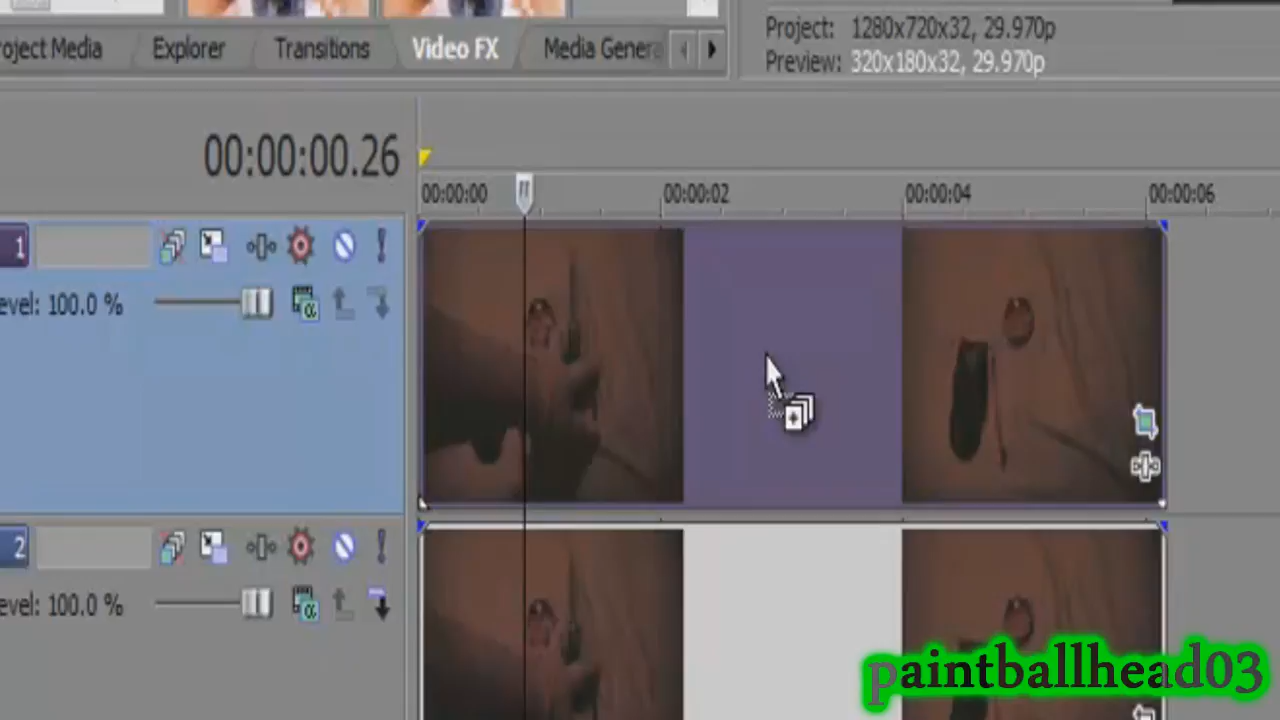 roject Media Explorer Transitions Video FX Media Genera
Project: 1280x720x32, 29.970p
Preview: 320x180x32, 29.970p
00:00:00.26
00:00:00 00:00:02 00:00:04 00:00:06
1
evel: 100.0 %
2
evel: 100.0 %
paintballhead03